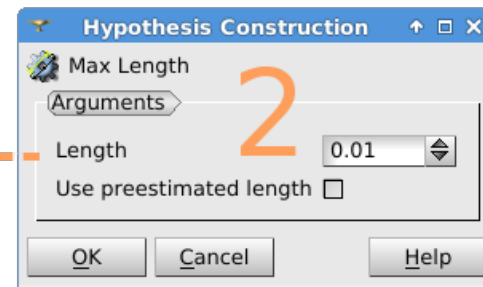 Hypothesis Construction
Max Length
2
Arguments
Length 0.01
Use preestimated length
OK Cancel Help